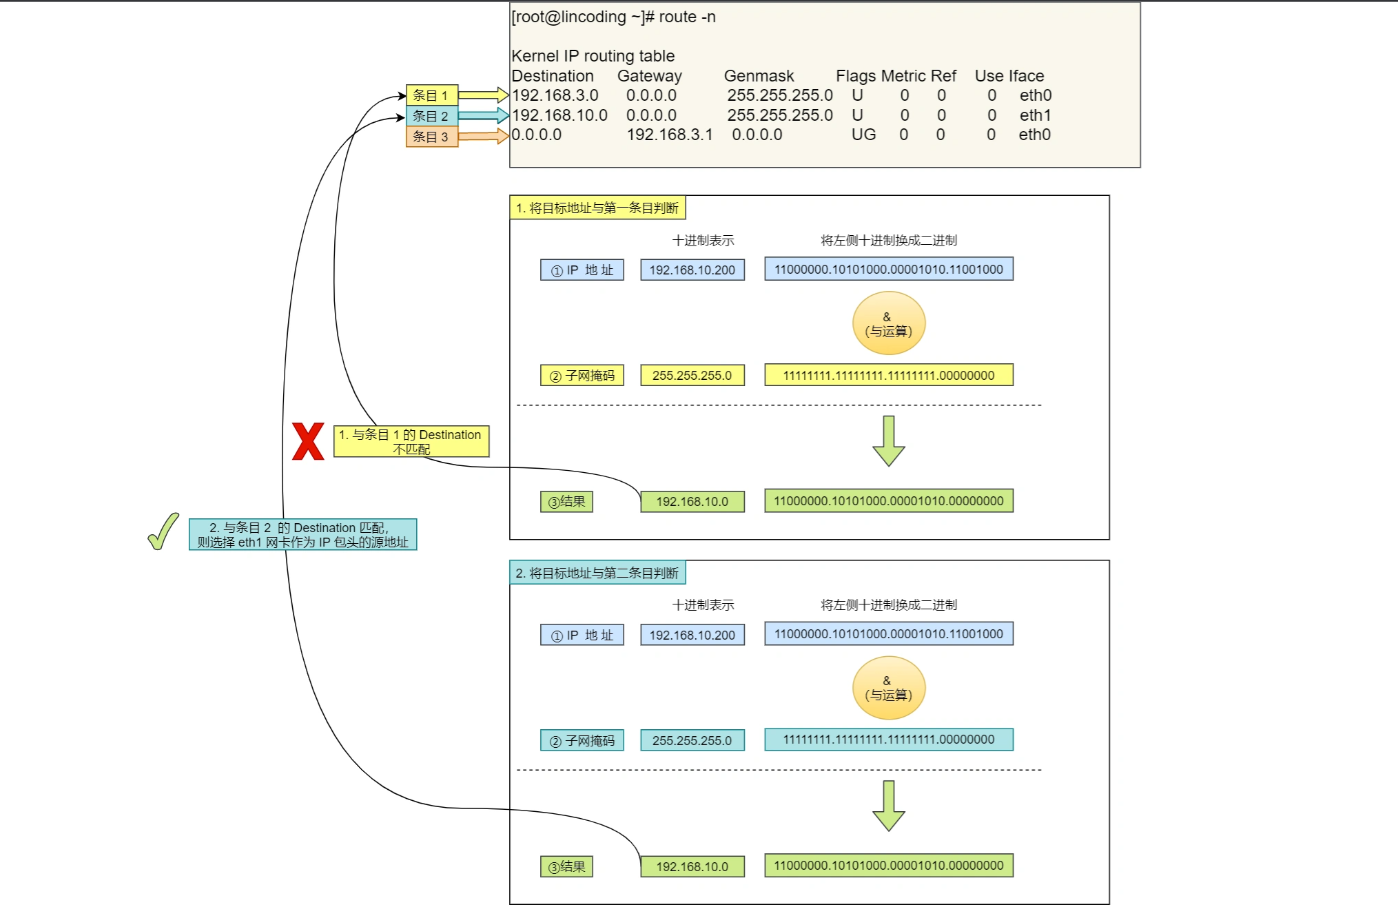 [root@lincoding ~]# route -n
Kernel IP routing table
Destination Gateway Genmask Flags Metric Ref Use Iface
条目 1 192.168.3.0 0.0.0.0 255.255.255.0 U 0 0 0 eth0
条目 2 192.168.10.0 0.0.0.0 255.255.255.0 U 0 0 0 eth1
条目 3 0.0.0.0 192.168.3.1 0.0.0.0 UG 0 0 0 eth0
1. 将目标地址与第一条目判断
十进制表示 将左侧十进制换成二进制
① IP 地 址 192.168.10.200 11000000.10101000.00001010.11001000
&
(与运算)
② 子网掩码 255.255.255.0 11111111.11111111.11111111.00000000
1. 与条目 1 的 Destination
不匹配
③结果 192.168.10.0 11000000.10101000.00001010.00000000
2. 与条目 2 的 Destination 匹配，
则选择 eth1 网卡作为 IP 包头的源地址
2. 将目标地址与第二条目判断
十进制表示 将左侧十进制换成二进制
① IP 地 址 192.168.10.200 11000000.10101000.00001010.11001000
&
(与运算)
② 子网掩码 255.255.255.0 11111111.11111111.11111111.00000000
③结果 192.168.10.0 11000000.10101000.00001010.00000000